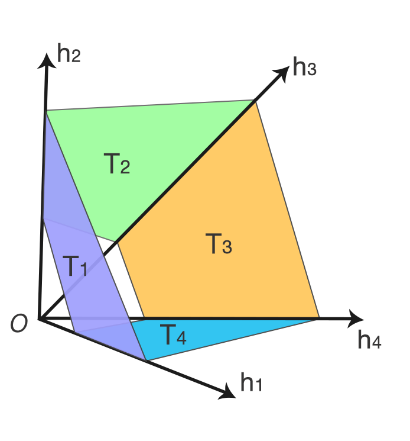 h₂
h₃
T₂
T₃
T₁
O
T₄
h₄
h₁